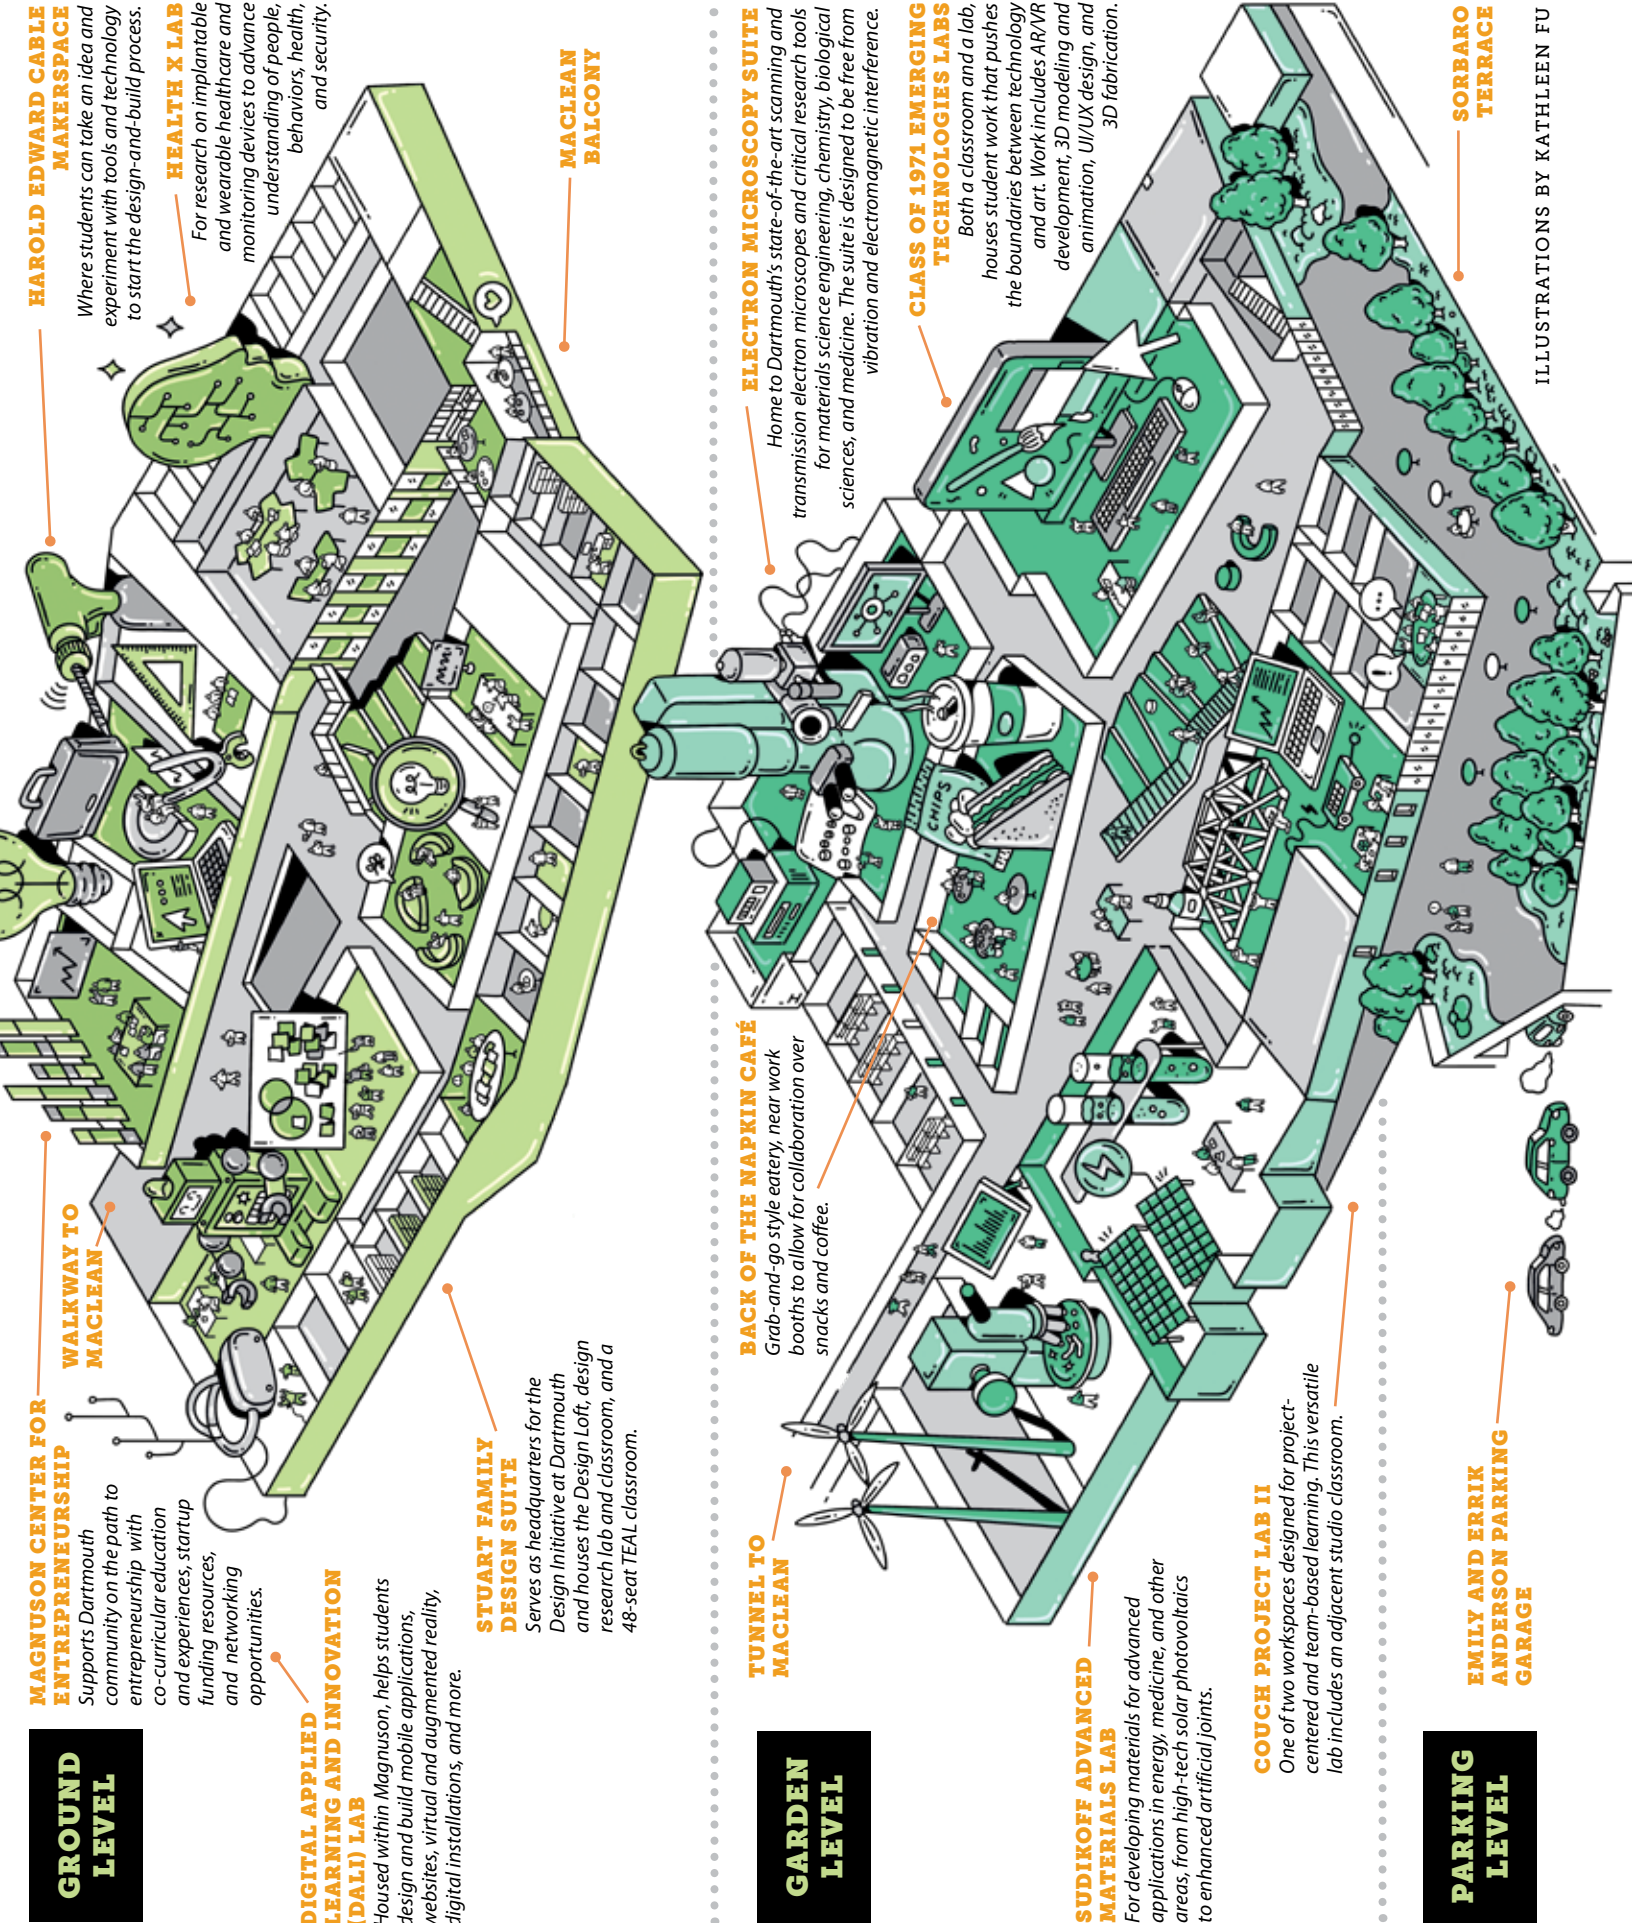 GROUND
LEVEL
MAGNUSON CENTER FOR
ENTREPRENEURSHIP
Supports Dartmouth
community on the path to
entrepreneurship with
co-curricular education
and experiences, startup
funding resources,
and networking
opportunities.
DIGITAL APPLIED
LEARNING AND INNOVATION
(DALI) LAB
Housed within Magnuson, helps students
design and build mobile applications,
websites, virtual and augmented reality,
digital installations, and more.
WALKWAY TO
MACLEAN
STUART FAMILY
DESIGN SUITE
Serves as headquarters for the
Design Initiative at Dartmouth
and houses the Design Loft, design
research lab and classroom, and a
48-seat TEAL classroom.
HAROLD EDWARD CABLE
MAKERSPACE
Where students can take an idea and
experiment with tools and technology
to start the design-and-build process.
HEALTH X LAB
For research on implantable
and wearable healthcare and
monitoring devices to advance
understanding of people,
behaviors, health,
and security.
MACLEAN
BALCONY
GARDEN
LEVEL
TUNNEL TO
MACLEAN
BACK OF THE NAPKIN CAFÉ
Grab-and-go style eatery, near work
booths to allow for collaboration over
snacks and coffee.
CHIPS
ELECTRON MICROSCOPY SUITE
Home to Dartmouth's state-of-the-art scanning and
transmission electron microscopes and critical research tools
for materials science engineering, chemistry, biological
sciences, and medicine. The suite is designed to be free from
vibration and electromagnetic interference.
CLASS OF 1971 EMERGING
TECHNOLOGIES LABS
Both a classroom and a lab,
houses student work that pushes
the boundaries between technology
and art. Work includes AR/VR
development, 3D modeling and
animation, UI/UX design, and
3D fabrication.
SUDIKOFF ADVANCED
MATERIALS LAB
For developing materials for advanced
applications in energy, medicine, and other
areas, from high-tech solar photovoltaics
to enhanced artificial joints.
COUCH PROJECT LAB II
One of two workspaces designed for project-
centered and team-based learning. This versatile
lab includes an adjacent studio classroom.
PARKING
LEVEL
EMILY AND ERRIK
ANDERSON PARKING
GARAGE
SORBARO
TERRACE
ILLUSTRATIONS BY KATHLEEN FU